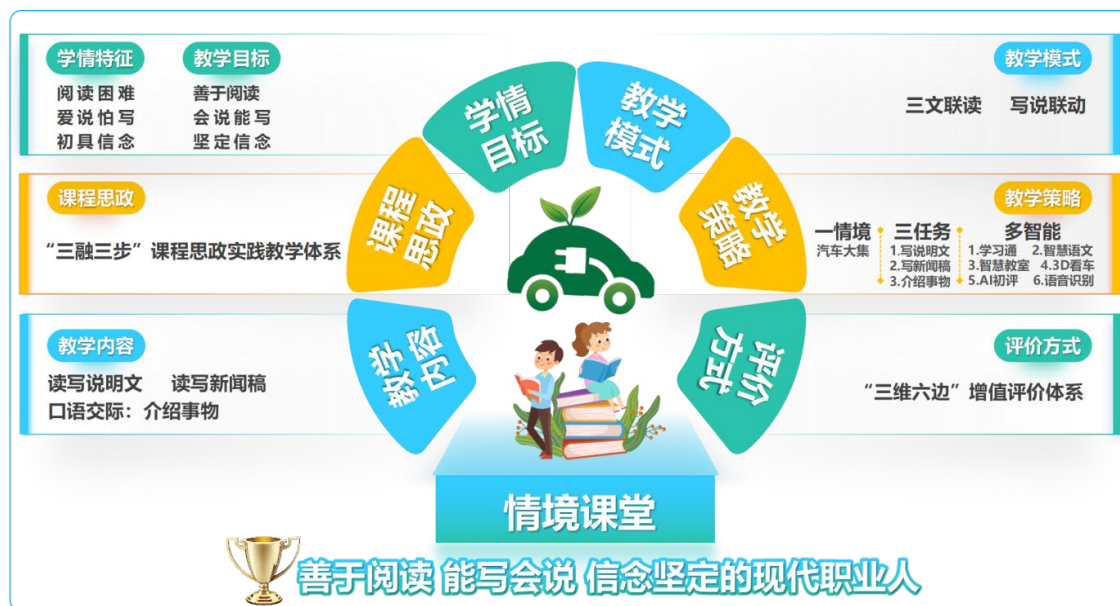 学情特征 教学目标
阅读困难 善于阅读
爱说怕写 会说能写
初具信念 坚定信念
课程思政
“三融三步”课程思政实践教学体系
教学内容
读写说明文 读写新闻稿
口语交际：介绍事物
学情
目标
教学
模式
课程
思政
教学
策略
教学
内容
评价
方式
教学模式
三文联读 写说联动
教学策略
一情境 三任务 多智能
汽车大集 1.写说明文 1.学习通 2.智慧语文
2.写新闻稿 3.智慧教室 4.3D看车
3.介绍事物 5.AI初评 6.语音识别
评价方式
“三维六边”增值评价体系
情境课堂
善于阅读 能写会说 信念坚定的现代职业人